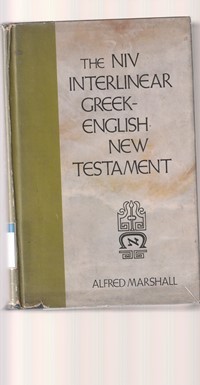 THE NIV
INTERLINEAR
GREEK-
ENGLISH
NEW
TESTAMENT
ALFRED MARSHALL